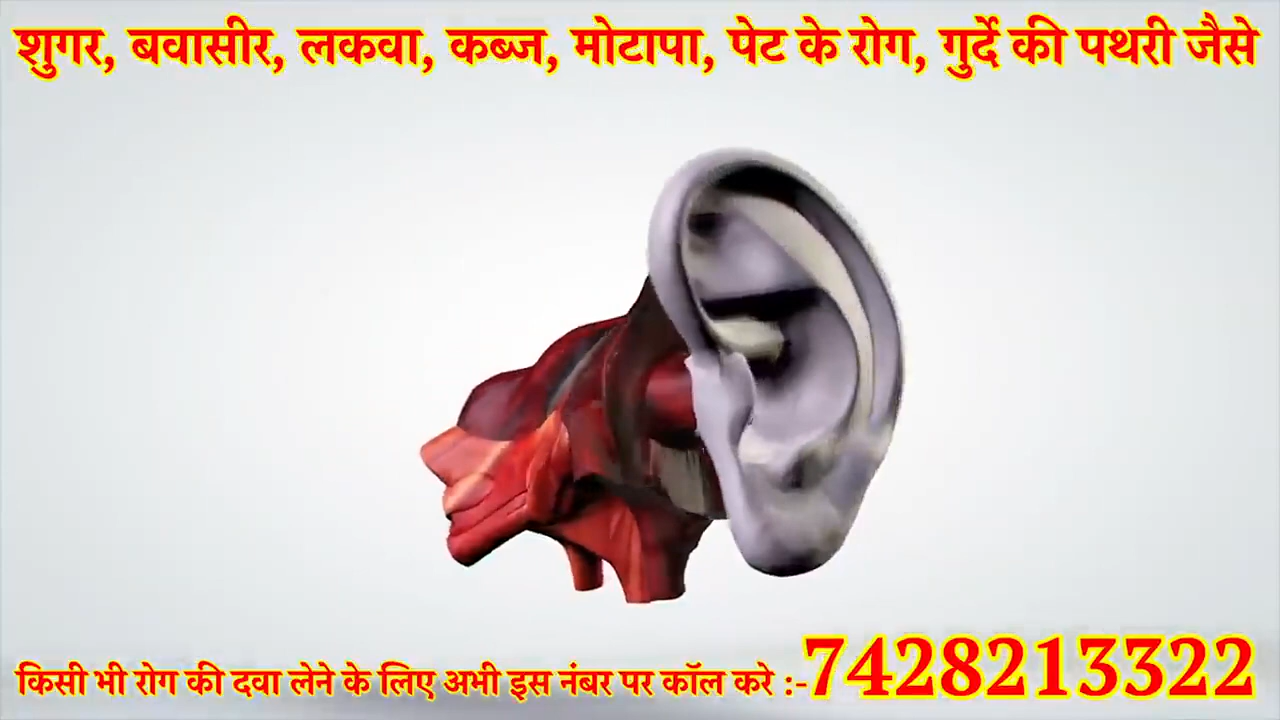 शुगर, बवासीर, लकवा, कब्ज, मोटापा, पेट के रोग, गुर्दे की पथरी जैसे
किसी भी रोग की दवा लेने के लिए अभी इस नंबर पर कॉल करे :-7428213322